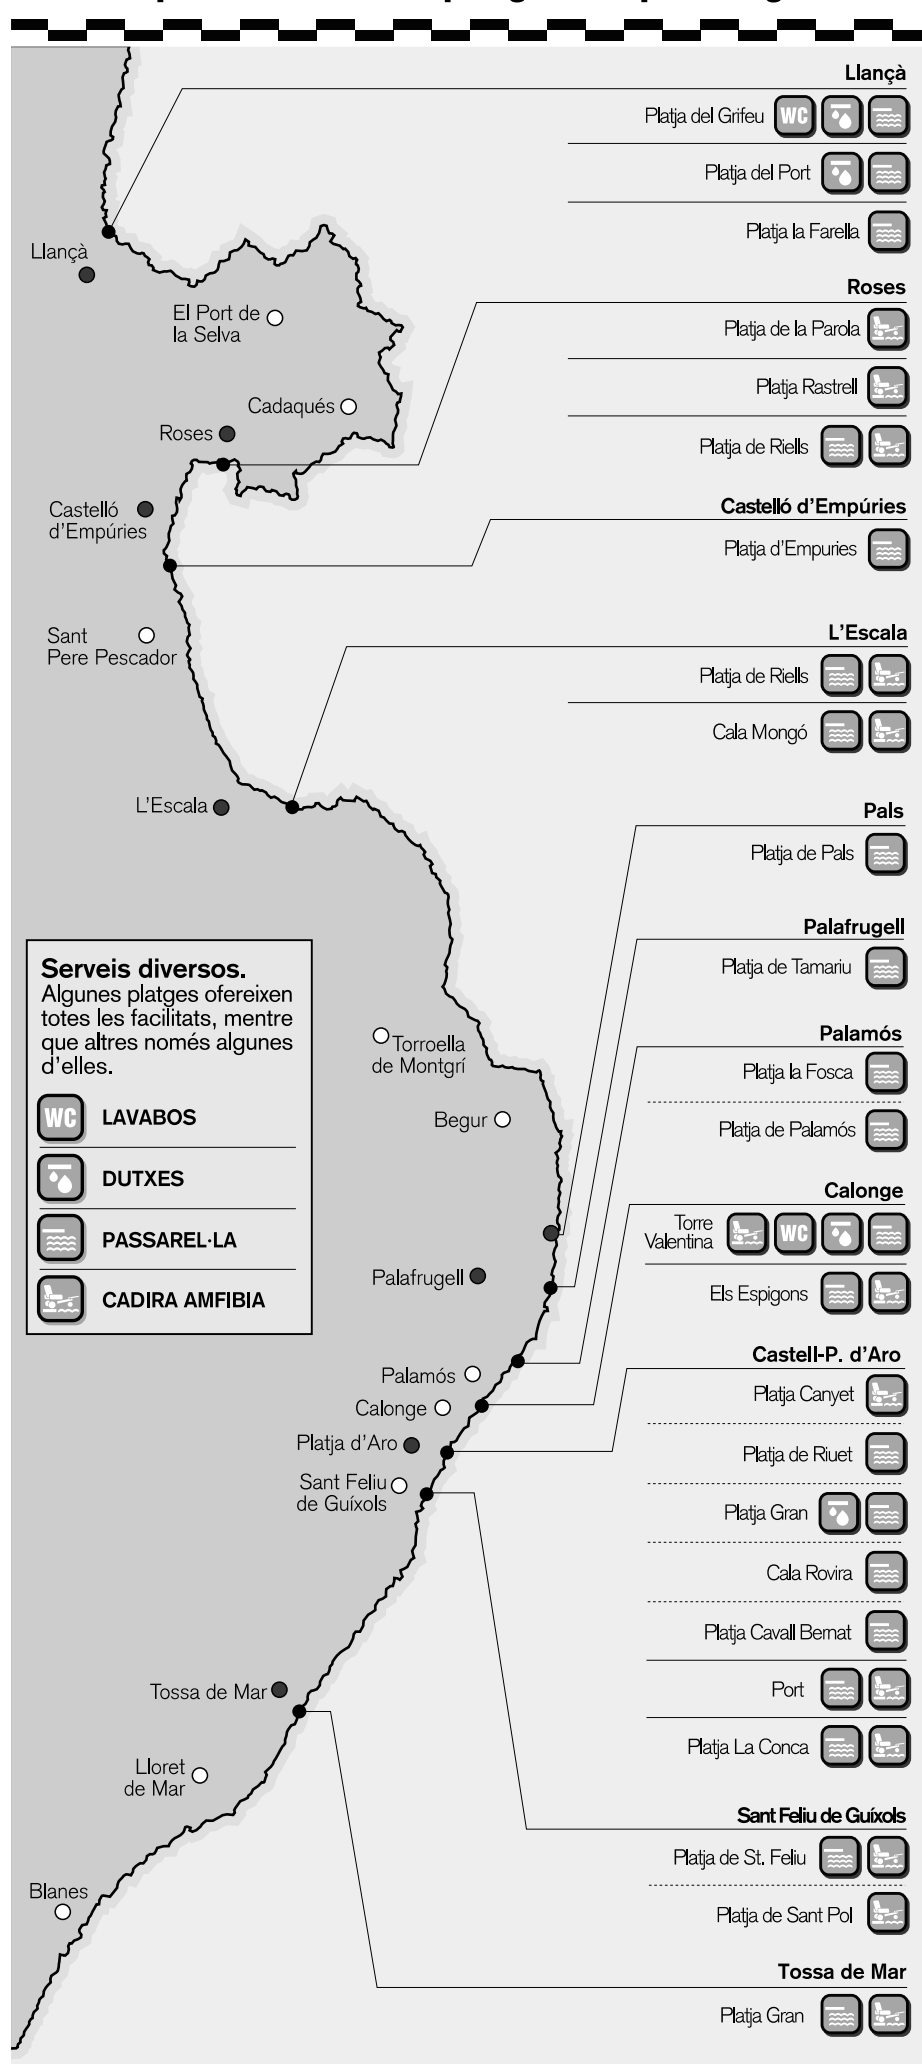 Llançà
Platja del Grifeu WC
Platja del Port
Platja la Farella
Llançà
El Port de
la Selva
Cadaqués
Roses
Roses
Platja de la Parola
Platja Rastrell
Platja de Riells
Castelló
d'Empúries
Castelló d'Empúries
Platja d'Empuries
Sant
Pere Pescador
L'Escala
Platja de Riells
Cala Mongó
L'Escala
Pals
Platja de Pals
Palafrugell
Platja de Tamariu
Serveis diversos.
Algunes platges ofereixen
totes les facilitats, mentre
que altres només algunes
d'elles.
WC LAVABOS
DUTXES
PASSAREL·LA
CADIRA AMFIBIA
Torroella
de Montgrí
Begur
Palamós
Platja la Fosca
Platja de Palamós
Calonge
Torre
Valentina WC
Els Espigons
Palafrugell
Palamós
Calonge
Platja d'Aro
Sant Feliu
de Guíxols
Castell-P. d'Aro
Platja Canyet
Platja de Riuet
Platja Gran
Cala Rovira
Platja Cavall Bernat
Port
Platja La Conca
Tossa de Mar
Lloret
de Mar
Blanes
Sant Feliu de Guíxols
Platja de St. Feliu
Platja de Sant Pol
Tossa de Mar
Platja Gran